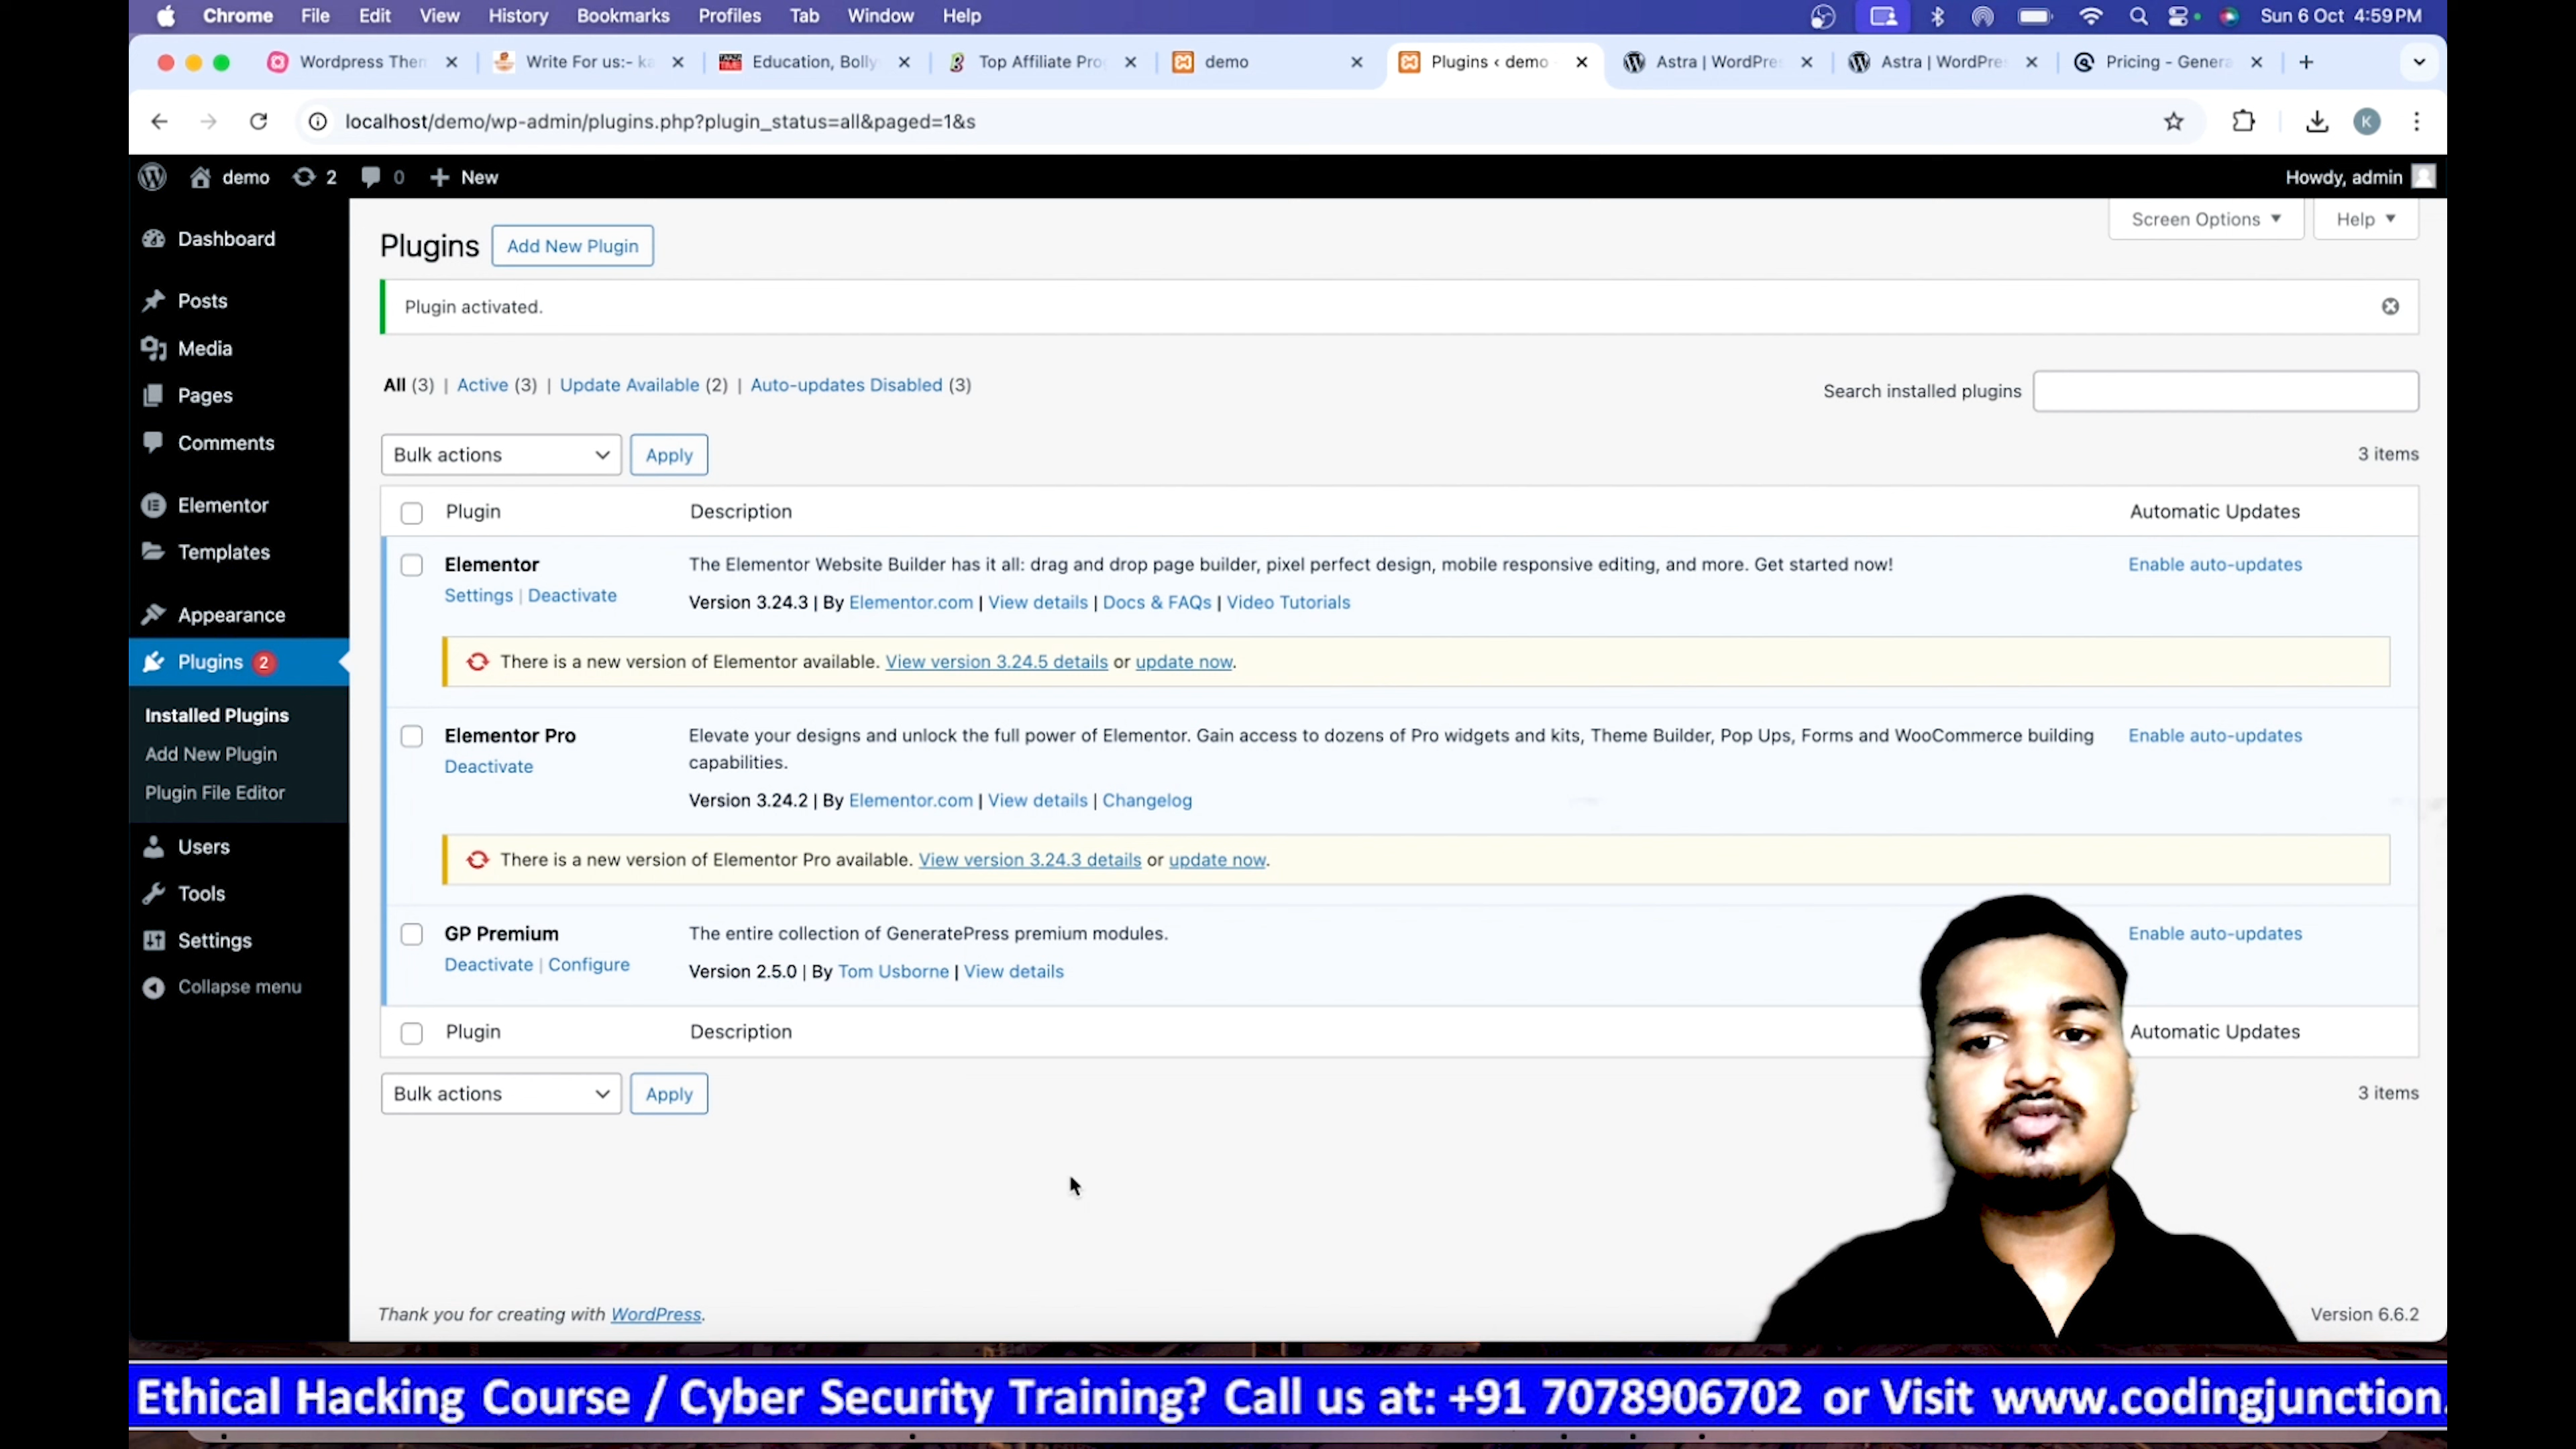 Chrome File Edit View History Bookmarks Profiles Tab Window Help Sun 6 Oct 4:59 PM
Wordpress Then Write For us:- ka Education, Bolly Top Affiliate Pro demo Plugins ‹ demo Astra | WordPre Astra | WordPre Pricing - Genera
localhost/demo/wp-admin/plugins.php?plugin_status=all&paged=1&s K
demo 2 0 New Howdy, admin
Screen Options Help
Plugins Add New Plugin
Plugin activated.
All (3) | Active (3) | Update Available (2) | Auto-updates Disabled (3)
Search installed plugins
Bulk actions Apply 3 items
Plugin Description Automatic Updates
Elementor The Elementor Website Builder has it all: drag and drop page builder, pixel perfect design, mobile responsive editing, and more. Get started now! Enable auto-updates
Settings | Deactivate Version 3.24.3 | By Elementor.com | View details | Docs & FAQs | Video Tutorials
There is a new version of Elementor available. View version 3.24.5 details or update now.
Elementor Pro Elevate your designs and unlock the full power of Elementor. Gain access to dozens of Pro widgets and kits, Theme Builder, Pop Ups, Forms and WooCommerce building Enable auto-updates
Deactivate capabilities.
Version 3.24.2 | By Elementor.com | View details | Changelog
There is a new version of Elementor Pro available. View version 3.24.3 details or update now.
GP Premium The entire collection of GeneratePress premium modules. Enable auto-updates
Deactivate | Configure Version 2.5.0 | By Tom Usborne | View details
Plugin Description Automatic Updates
Bulk actions Apply 3 items
Dashboard
Posts
Media
Pages
Comments
Elementor
Templates
Appearance
Plugins 2
Installed Plugins
Add New Plugin
Plugin File Editor
Users
Tools
Settings
Collapse menu
Thank you for creating with WordPress. Version 6.6.2
Ethical Hacking Course / Cyber Security Training? Call us at: +91 7078906702 or Visit www.codingjunction.